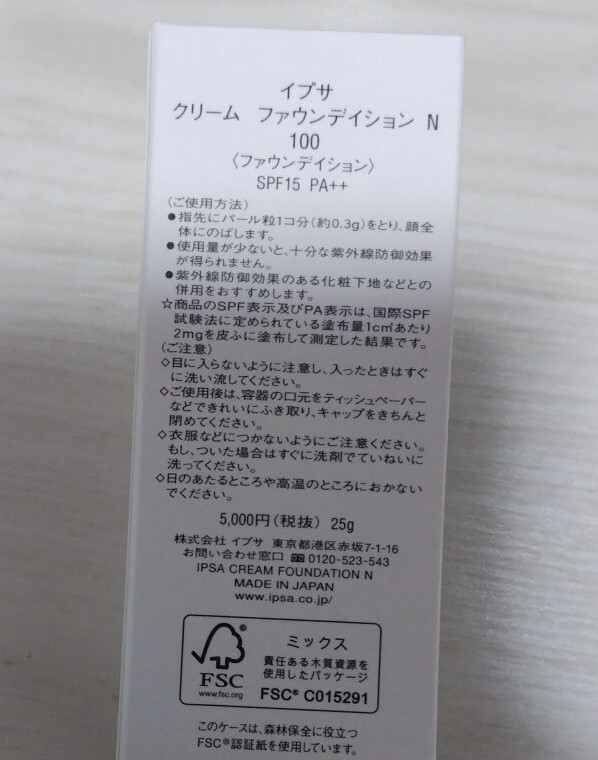 イプサ
クリーム ファウンデイション N
100
〈ファウンデイション〉
SPF15 PA++
（ご使用方法）
●指先にパール粒1コ分（約0.3g）をとり、顔全
体にのばします。
●使用量が少ないと、十分な紫外線防御効果
が得られません。
●紫外線防御効果のある化粧下地などとの
併用をおすすめします。
☆商品のSPF表示及びPA表示は、国際SPF
試験法に定められている塗布量1c㎡あたり
2mgを皮ふに塗布して測定した結果です。
（ご注意）
◇目に入らないように注意し、入ったときはすぐ
に洗い流してください。
◇ご使用後は、容器の口元をティッシュペーパー
などできれいにふき取り、キャップをきちんと
閉めてください。
◇衣服などにつかないようにご注意ください。
もし、ついた場合はすぐに洗剤でていねいに
洗ってください。
◇日のあたるところや高温のところにおかない
でください。
5,000円（税抜） 25g
株式会社 イプサ 東京都港区赤坂7-1-16
お問い合わせ窓口 0120-523-543
IPSA CREAM FOUNDATION N
MADE IN JAPAN
www.ipsa.co.jp/
FSC
www.fsc.org
ミックス
責任ある木質資源を
使用したパッケージ
FSC® C015291
このケースは、森林保全に役立つ
FSC®認証紙を使用しています。